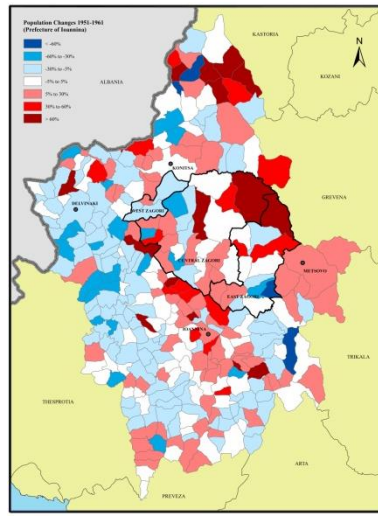 Population Changes 1951-1961
(Prefecture of Ioannina)
< -60%
-60% to -30%
-30% to -5%
-5% to 5%
5% to 30%
30% to 60%
> 60%
N
KASTORIA
ALBANIA
KOZANI
KONITSA
GREVENA
DELVINAKI
WEST ZAGORI
CENTRAL ZAGORI
METSOVO
EAST ZAGORI
IOANNINA
TRIKALA
THESPROTIA
ARTA
PREVEZA